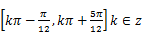 [kπ − π/12, kπ + 5π/12] k ∈ z